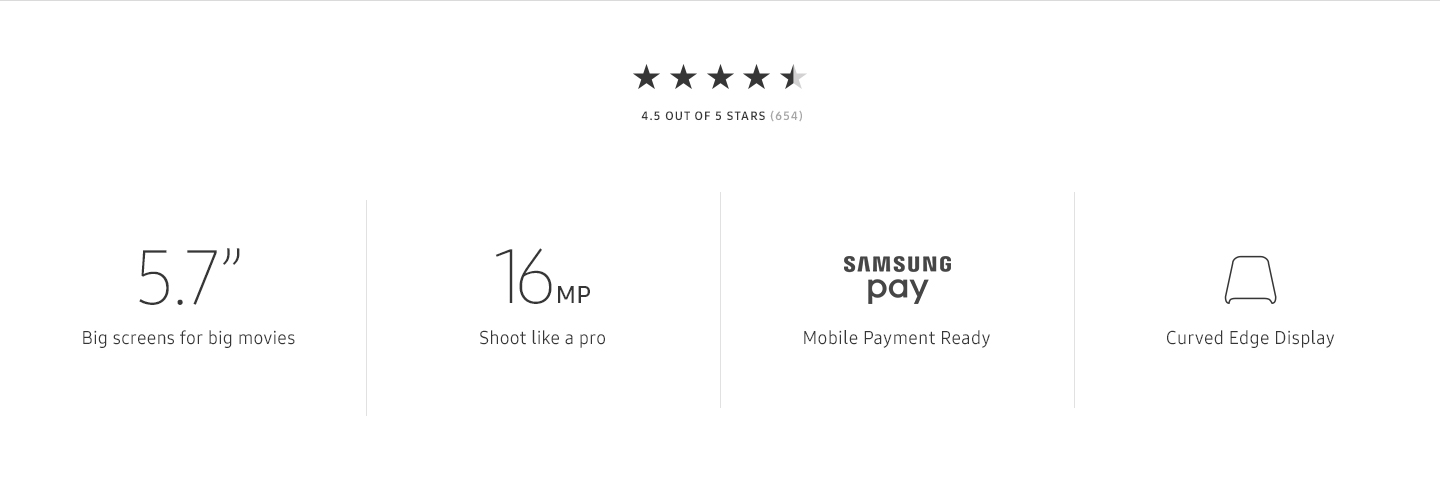 4.5 OUT OF 5 STARS (654)
5.7”
Big screens for big movies
16MP
Shoot like a pro
SAMSUNG
pay
Mobile Payment Ready
Curved Edge Display